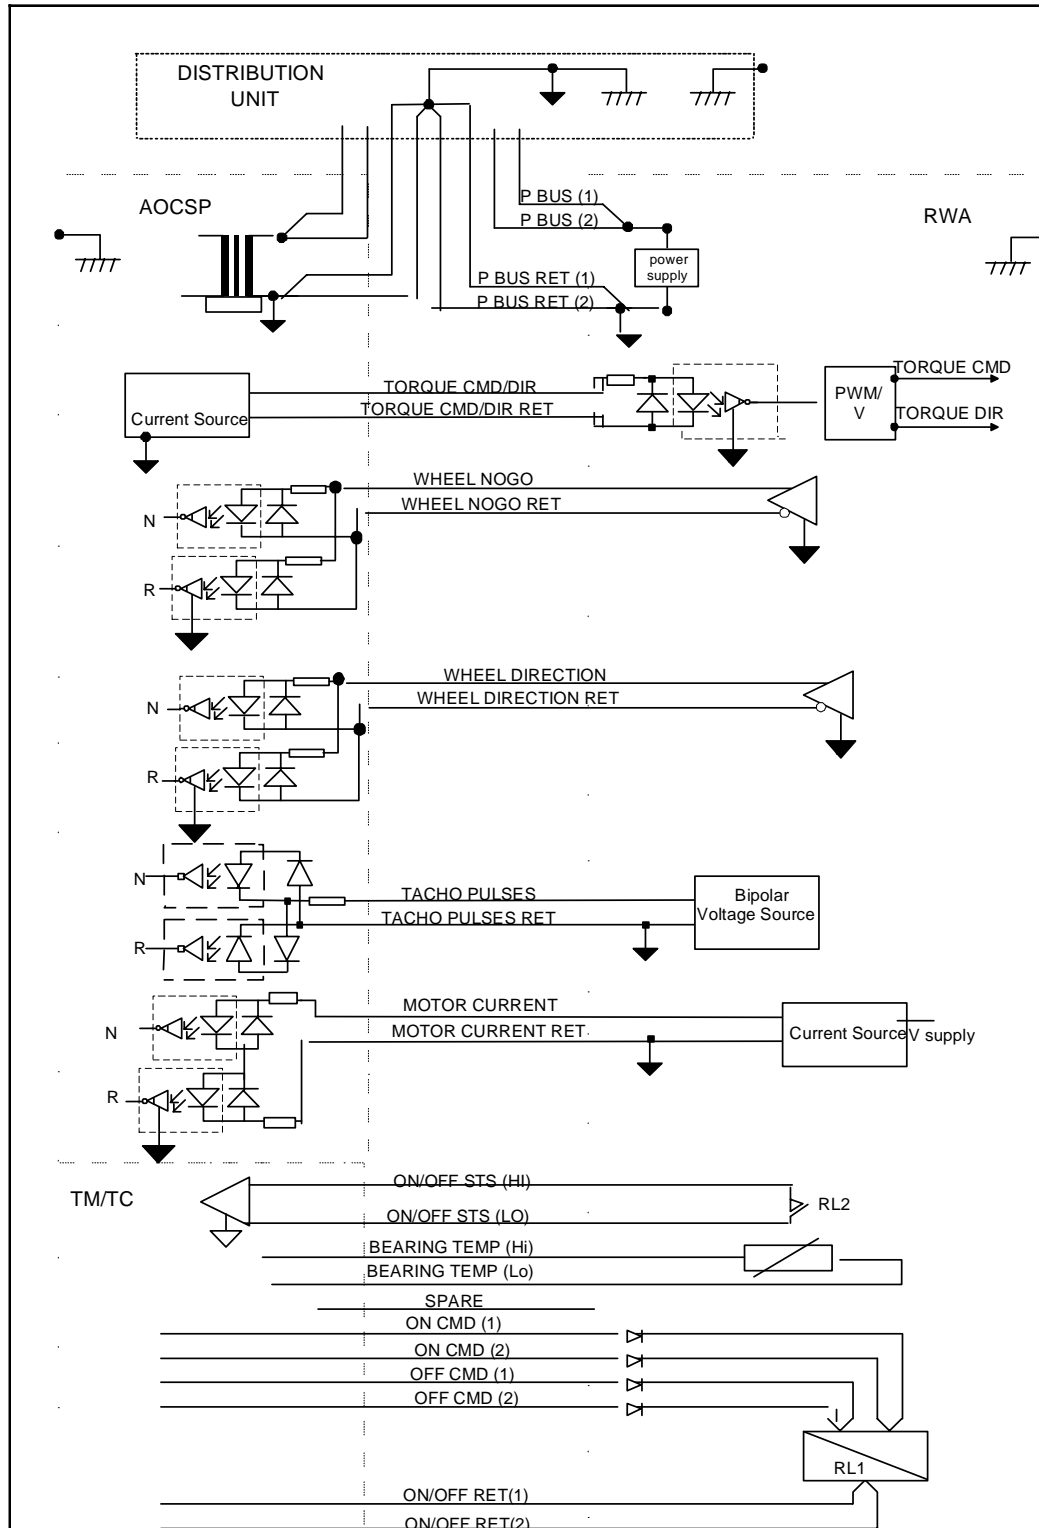 DISTRIBUTION
UNIT
AOCSP
RWA
P BUS (1)
P BUS (2)
power
supply
P BUS RET (1)
P BUS RET (2)
Current Source
TORQUE CMD/DIR
TORQUE CMD/DIR RET
PWM/
V
TORQUE CMD
TORQUE DIR
WHEEL NOGO
WHEEL NOGO RET
N
R
WHEEL DIRECTION
WHEEL DIRECTION RET
N
R
N
TACHO PULSES
TACHO PULSES RET
R
Bipolar
Voltage Source
MOTOR CURRENT
MOTOR CURRENT RET
N
R
Current Source
V supply
TM/TC
ON/OFF STS (HI)
ON/OFF STS (LO)
RL2
BEARING TEMP (Hi)
BEARING TEMP (Lo)
SPARE
ON CMD (1)
ON CMD (2)
OFF CMD (1)
OFF CMD (2)
RL1
ON/OFF RET(1)
ON/OFF RET(2)